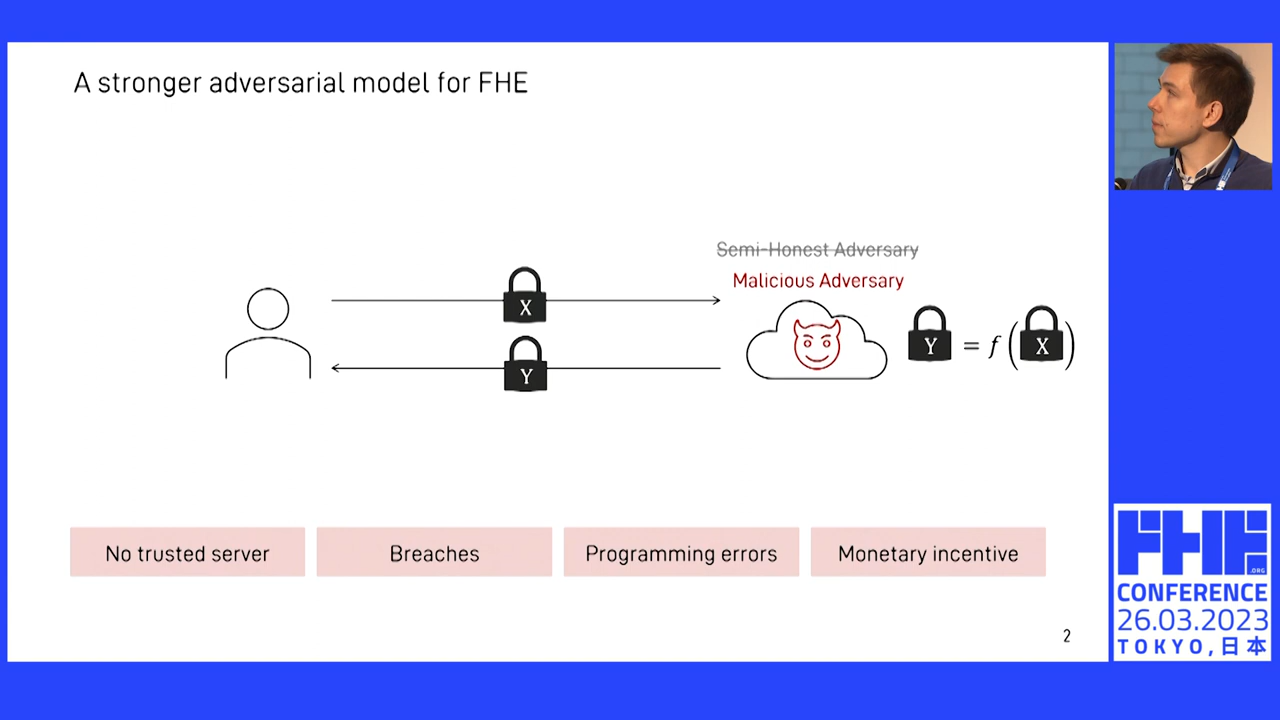 A stronger adversarial model for FHE
Semi-Honest Adversary
Malicious Adversary
X
Y
Y = f(X)
No trusted server
Breaches
Programming errors
Monetary incentive
2
FHE
.ORG
CONFERENCE
26.03.2023
TOKYO,日本